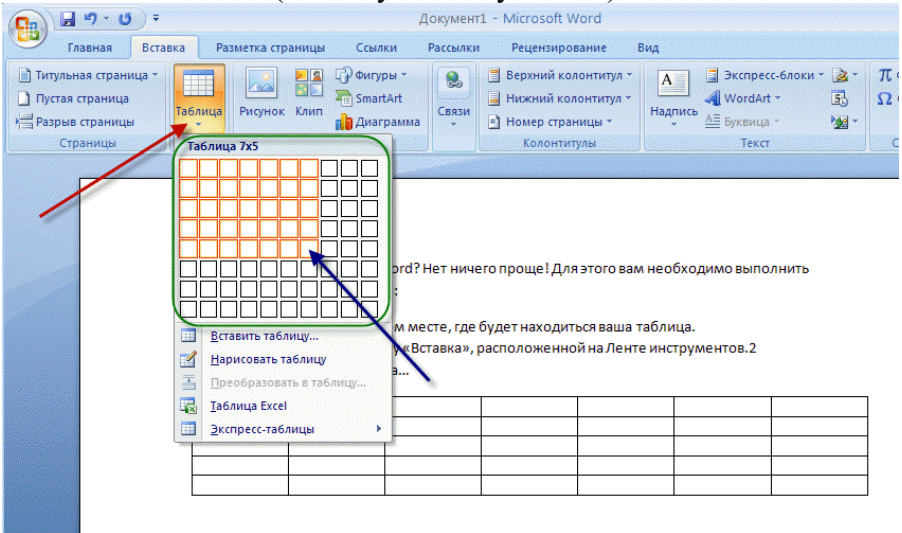 Документ1 - Microsoft Word
Главная Вставка Разметка страницы Ссылки Рассылки Рецензирование Вид
Титульная страница
Пустая страница
Разрыв страницы
Страницы
Таблица
Рисунок
Клип
Фигуры
SmartArt
Диаграмма
Связи
Верхний колонтитул
Нижний колонтитул
Номер страницы
Колонтитулы
Надпись
Экспресс-блоки
WordArt
Буквица
Текст
π
Ω
Таблица 7x5
Вставить таблицу...
Нарисовать таблицу
Преобразовать в таблицу...
Таблица Excel
Экспресс-таблицы
ord? Нет ничего проще! Для этого вам необходимо выполнить
:
м месте, где будет находиться ваша таблица.
у «Вставка», расположенной на Ленте инструментов.2
а...